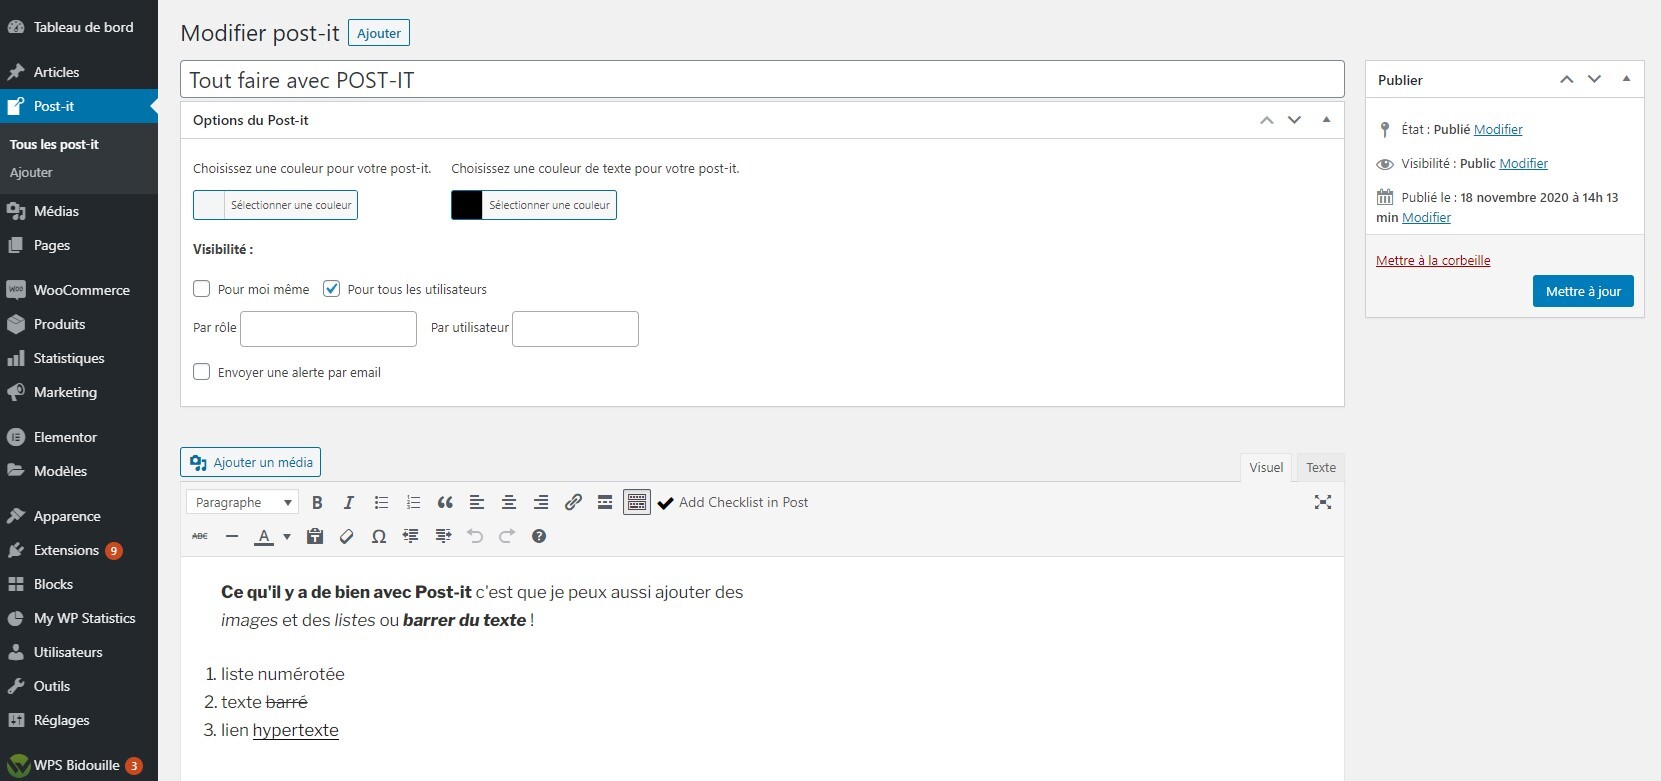 Tableau de bord
Articles
Post-it
Tous les post-it
Ajouter
Médias
Pages
WooCommerce
Produits
Statistiques
Marketing
Elementor
Modèles
Apparence
Extensions 9
Blocks
My WP Statistics
Utilisateurs
Outils
Réglages
WPS Bidouille 3
Modifier post-it Ajouter
Tout faire avec POST-IT
Options du Post-it
Choisissez une couleur pour votre post-it. Choisissez une couleur de texte pour votre post-it.
Sélectionner une couleur Sélectionner une couleur
Visibilité :
Pour moi même Pour tous les utilisateurs
Par rôle Par utilisateur
Envoyer une alerte par email
Ajouter un média
Visuel Texte
Paragraphe B I Add Checklist in Post
ABC A Ω
Ce qu'il y a de bien avec Post-it c'est que je peux aussi ajouter des
images et des listes ou barrer du texte !
1. liste numérotée
2. texte barré
3. lien hypertexte
Publier
État : Publié Modifier
Visibilité : Public Modifier
Publié le : 18 novembre 2020 à 14h 13
min Modifier
Mettre à la corbeille
Mettre à jour